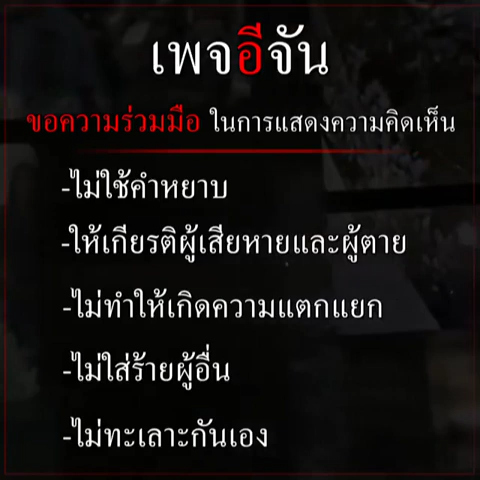 เพจอีจัน
ขอความร่วมมือ ในการแสดงความคิดเห็น
-ไม่ใช้คำหยาบ
-ให้เกียรติผู้เสียหายและผู้ตาย
-ไม่ทำให้เกิดความแตกแยก
-ไม่ใส่ร้ายผู้อื่น
-ไม่ทะเลาะกันเอง